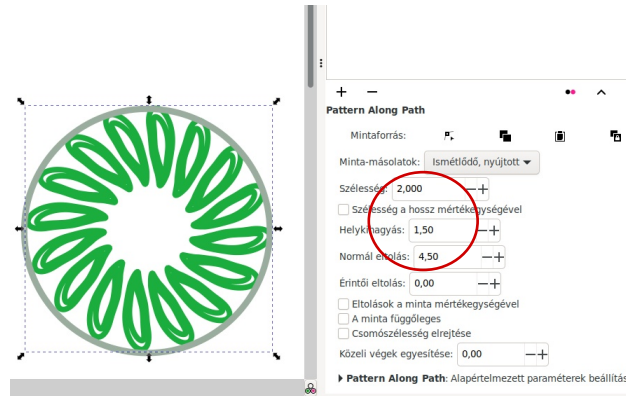 Pattern Along Path
Mintaforrás:
Minta-másolatok: Ismétlődő, nyújtott
Szélesség: 2,000
Szélesség a hossz mértékegységével
Helykihagyás: 1,50
Normál eltolás: 4,50
Érintői eltolás: 0,00
Eltolások a minta mértékegységével
A minta függőleges
Csomószélesség elrejtése
Közeli végek egyesítése: 0,00
Pattern Along Path: Alapértelmezett paraméterek beállítás